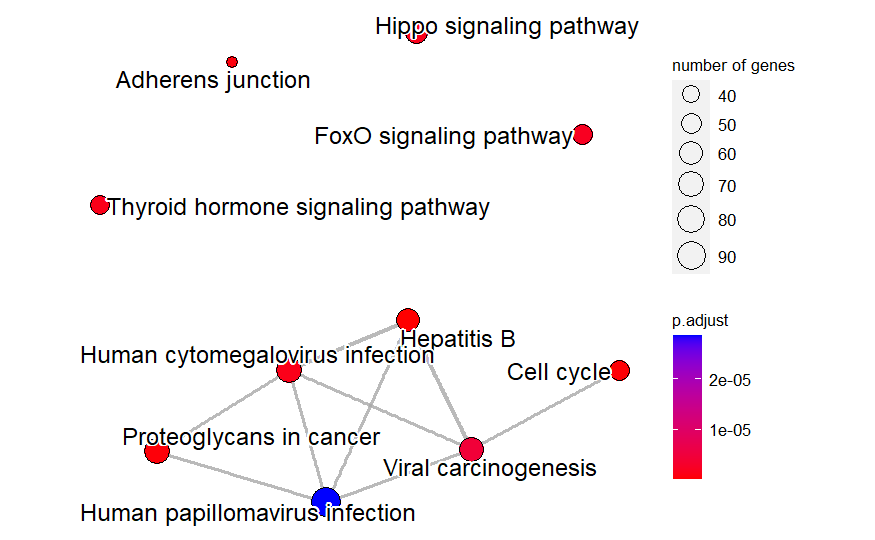 Hippo signaling pathway
Adherens junction
FoxO signaling pathway
Thyroid hormone signaling pathway
Hepatitis B
Human cytomegalovirus infection
Cell cycle
Proteoglycans in cancer
Viral carcinogenesis
Human papillomavirus infection
number of genes
40
50
60
70
80
90
p.adjust
2e-05
1e-05